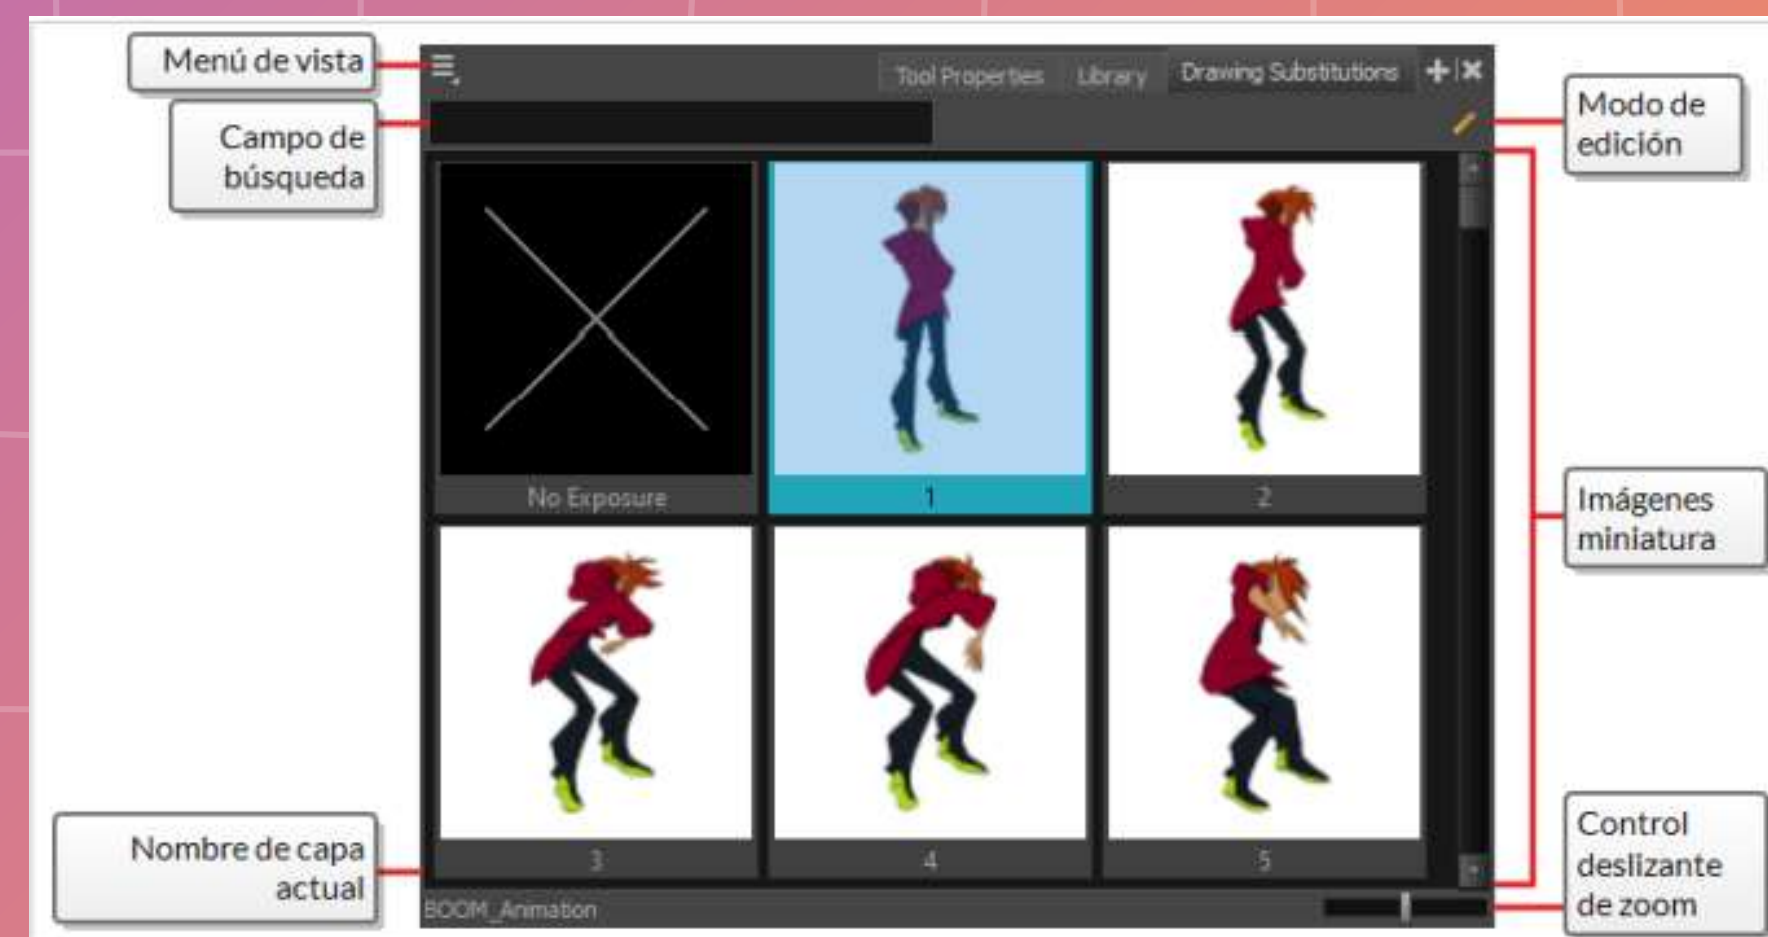 Menú de vista
Tool Properties Library Drawing Substitutions
Campo de
búsqueda
Modo de
edición
No Exposure 1 2
Imágenes
miniatura
3 4 5
Nombre de capa
actual
BOOM_Animation
Control
deslizante
de zoom